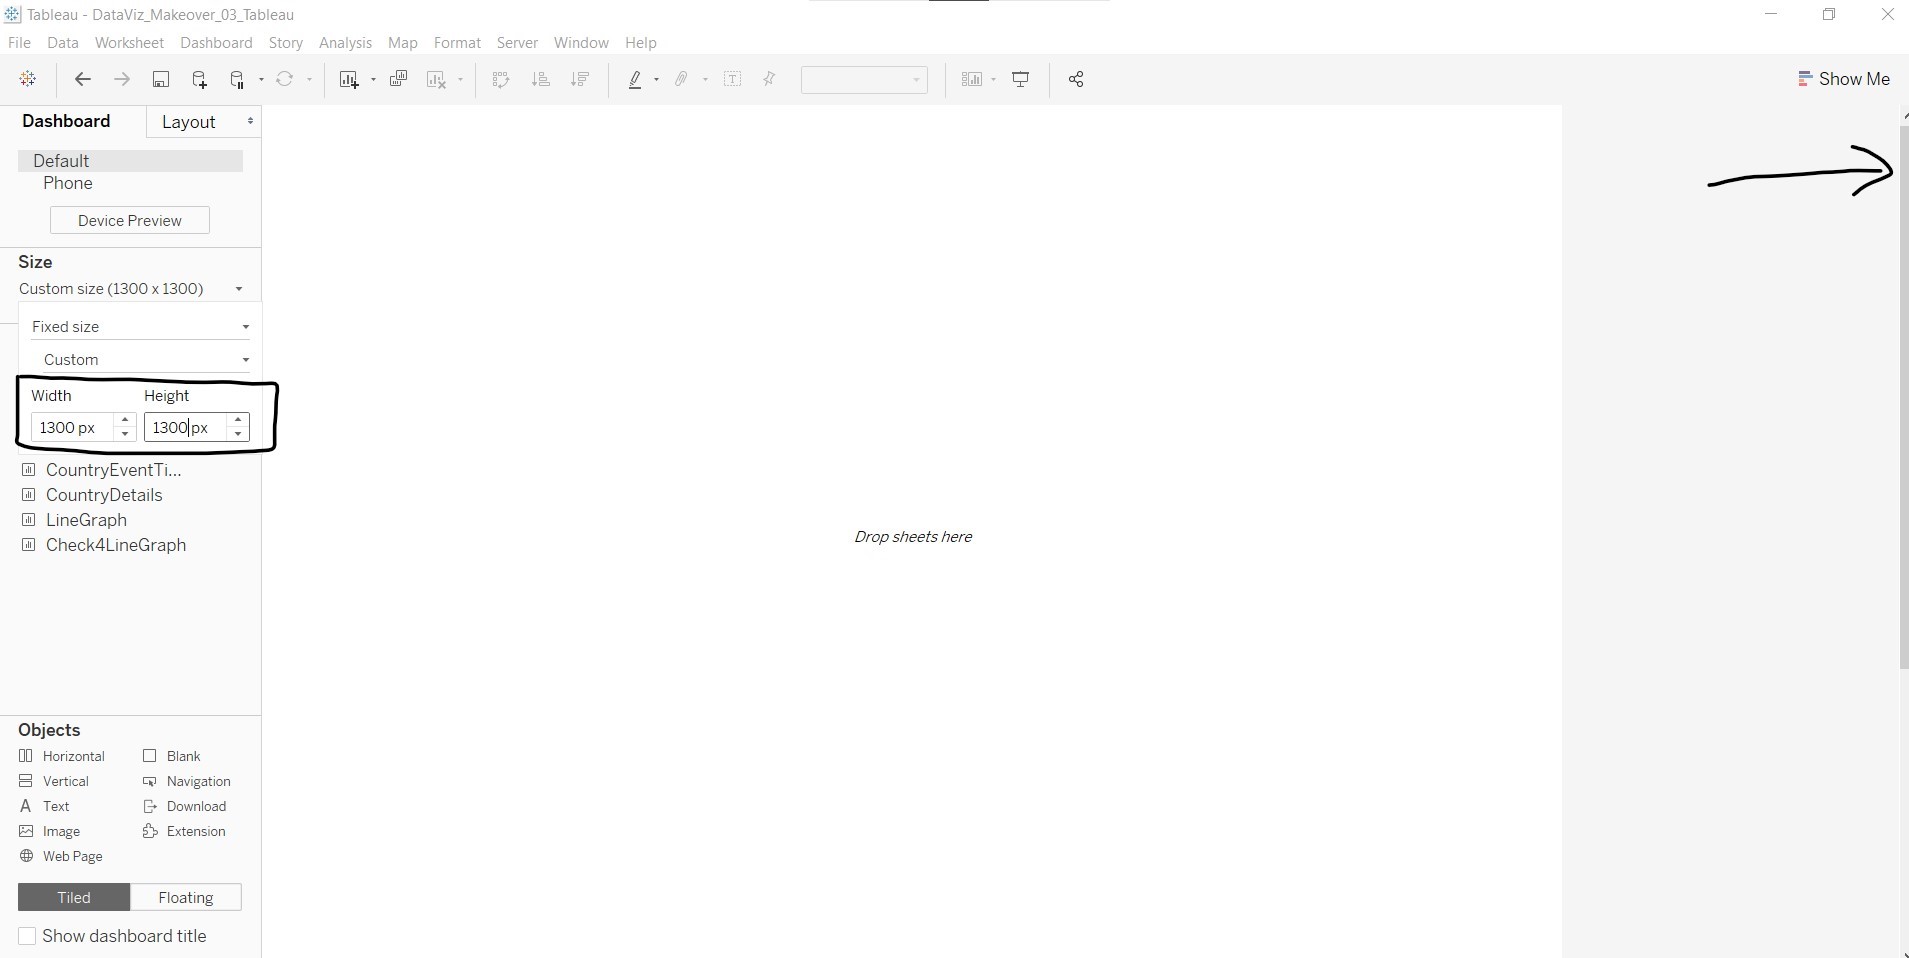 Tableau - DataViz_Makeover_03_Tableau
File Data Worksheet Dashboard Story Analysis Map Format Server Window Help
Show Me
Dashboard Layout
Default
Phone
Device Preview
Size
Custom size (1300 x 1300)
Fixed size
Custom
Width Height
1300 px 1300 px
CountryEventTi...
CountryDetails
LineGraph
Check4LineGraph
Drop sheets here
Objects
Horizontal Blank
Vertical Navigation
A Text Download
Image Extension
Web Page
Tiled Floating
Show dashboard title